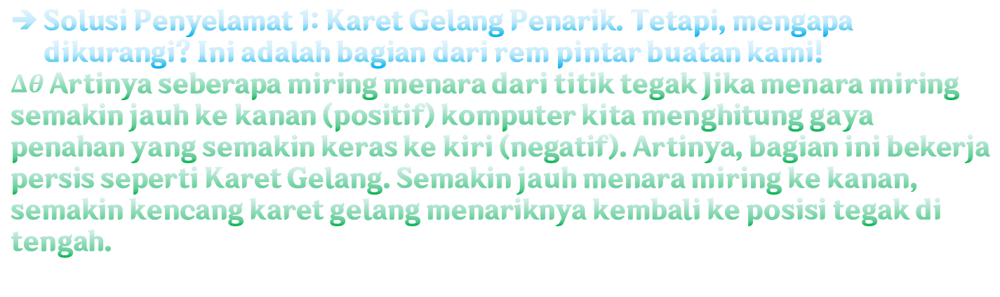 ➔ Solusi Penyelamat 1: Karet Gelang Penarik. Tetapi, mengapa
dikurangi? Ini adalah bagian dari rem pintar buatan kami!
Δθ Artinya seberapa miring menara dari titik tegak Jika menara miring
semakin jauh ke kanan (positif) komputer kita menghitung gaya
penahan yang semakin keras ke kiri (negatif). Artinya, bagian ini bekerja
persis seperti Karet Gelang. Semakin jauh menara miring ke kanan,
semakin kencang karet gelang menariknya kembali ke posisi tegak di
tengah.